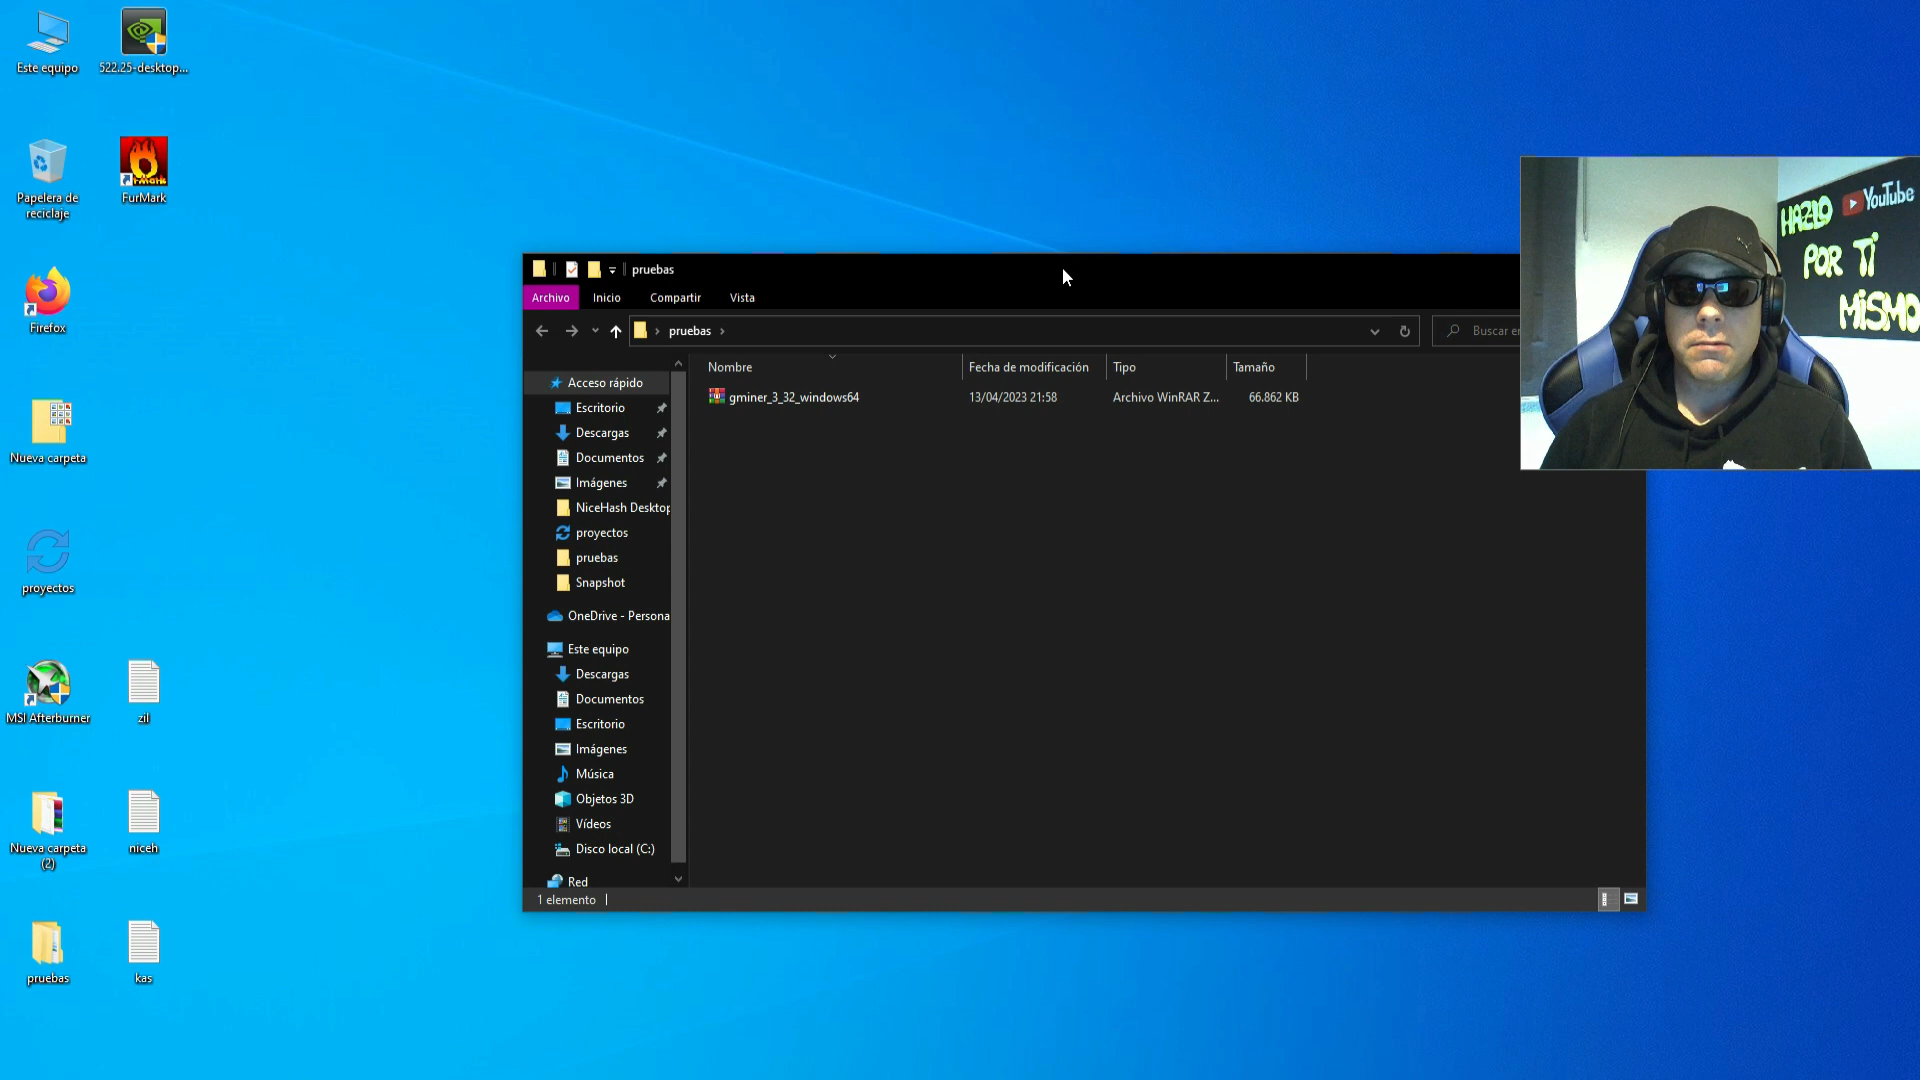 Este equipo
522.25-desktop...
Papelera de
reciclaje
FurMark
Firefox
Nueva carpeta
proyectos
MSI Afterburner
zil
Nueva carpeta
(2)
niceh
pruebas
kas
pruebas
Archivo
Inicio
Compartir
Vista
pruebas
Buscar en
Nombre
Fecha de modificación
Tipo
Tamaño
gminer_3_32_windows64
13/04/2023 21:58
Archivo WinRAR Z...
66.862 KB
Acceso rápido
Escritorio
Descargas
Documentos
Imágenes
NiceHash Desktop
proyectos
pruebas
Snapshot
OneDrive - Persona
Este equipo
Descargas
Documentos
Escritorio
Imágenes
Música
Objetos 3D
Vídeos
Disco local (C:)
Red
1 elemento
YouTube
HAZLO
POR TI
MiSMO